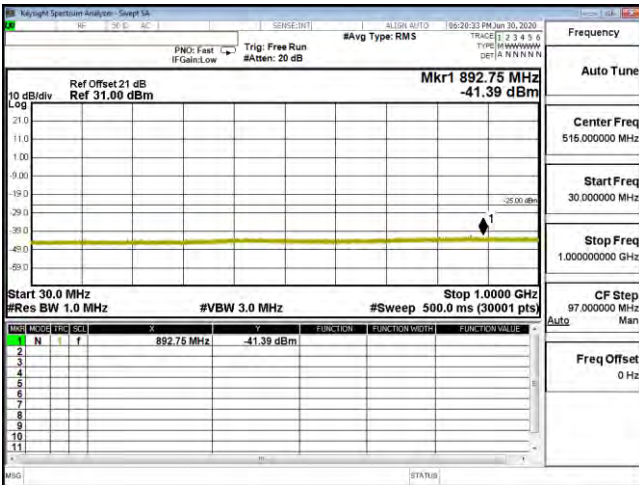 Keysight Spectrum Analyzer - Swept SA
RF 50 Ω AC SENSE:INT ALIGN AUTO 06:20:33 PM Jun 30, 2020
Frequency
#Avg Type: RMS
TRACE 1 2 3 4 5 6
PNO: Fast Trig: Free Run
TYPE M W W W W W
IFGain:Low #Atten: 20 dB
DET A N N N N N
Auto Tune
Mkr1 892.75 MHz
Ref Offset 21 dB
10 dB/div Ref 31.00 dBm -41.39 dBm
Log
21.0
11.0
1.00
-9.00
-19.0
-25.00 dBm
-29.0
1
-39.0
-49.0
-59.0
Start 30.0 MHz Stop 1.0000 GHz
#Res BW 1.0 MHz #VBW 3.0 MHz #Sweep 500.0 ms (30001 pts)
Center Freq
515.000000 MHz
Start Freq
30.000000 MHz
Stop Freq
1.000000000 GHz
CF Step
97.000000 MHz
Auto Man
Freq Offset
0 Hz
MKR MODE TRC SCL X Y FUNCTION FUNCTION WIDTH FUNCTION VALUE
1 N 1 f 892.75 MHz -41.39 dBm
2
3
4
5
6
7
8
9
10
11
MSG STATUS